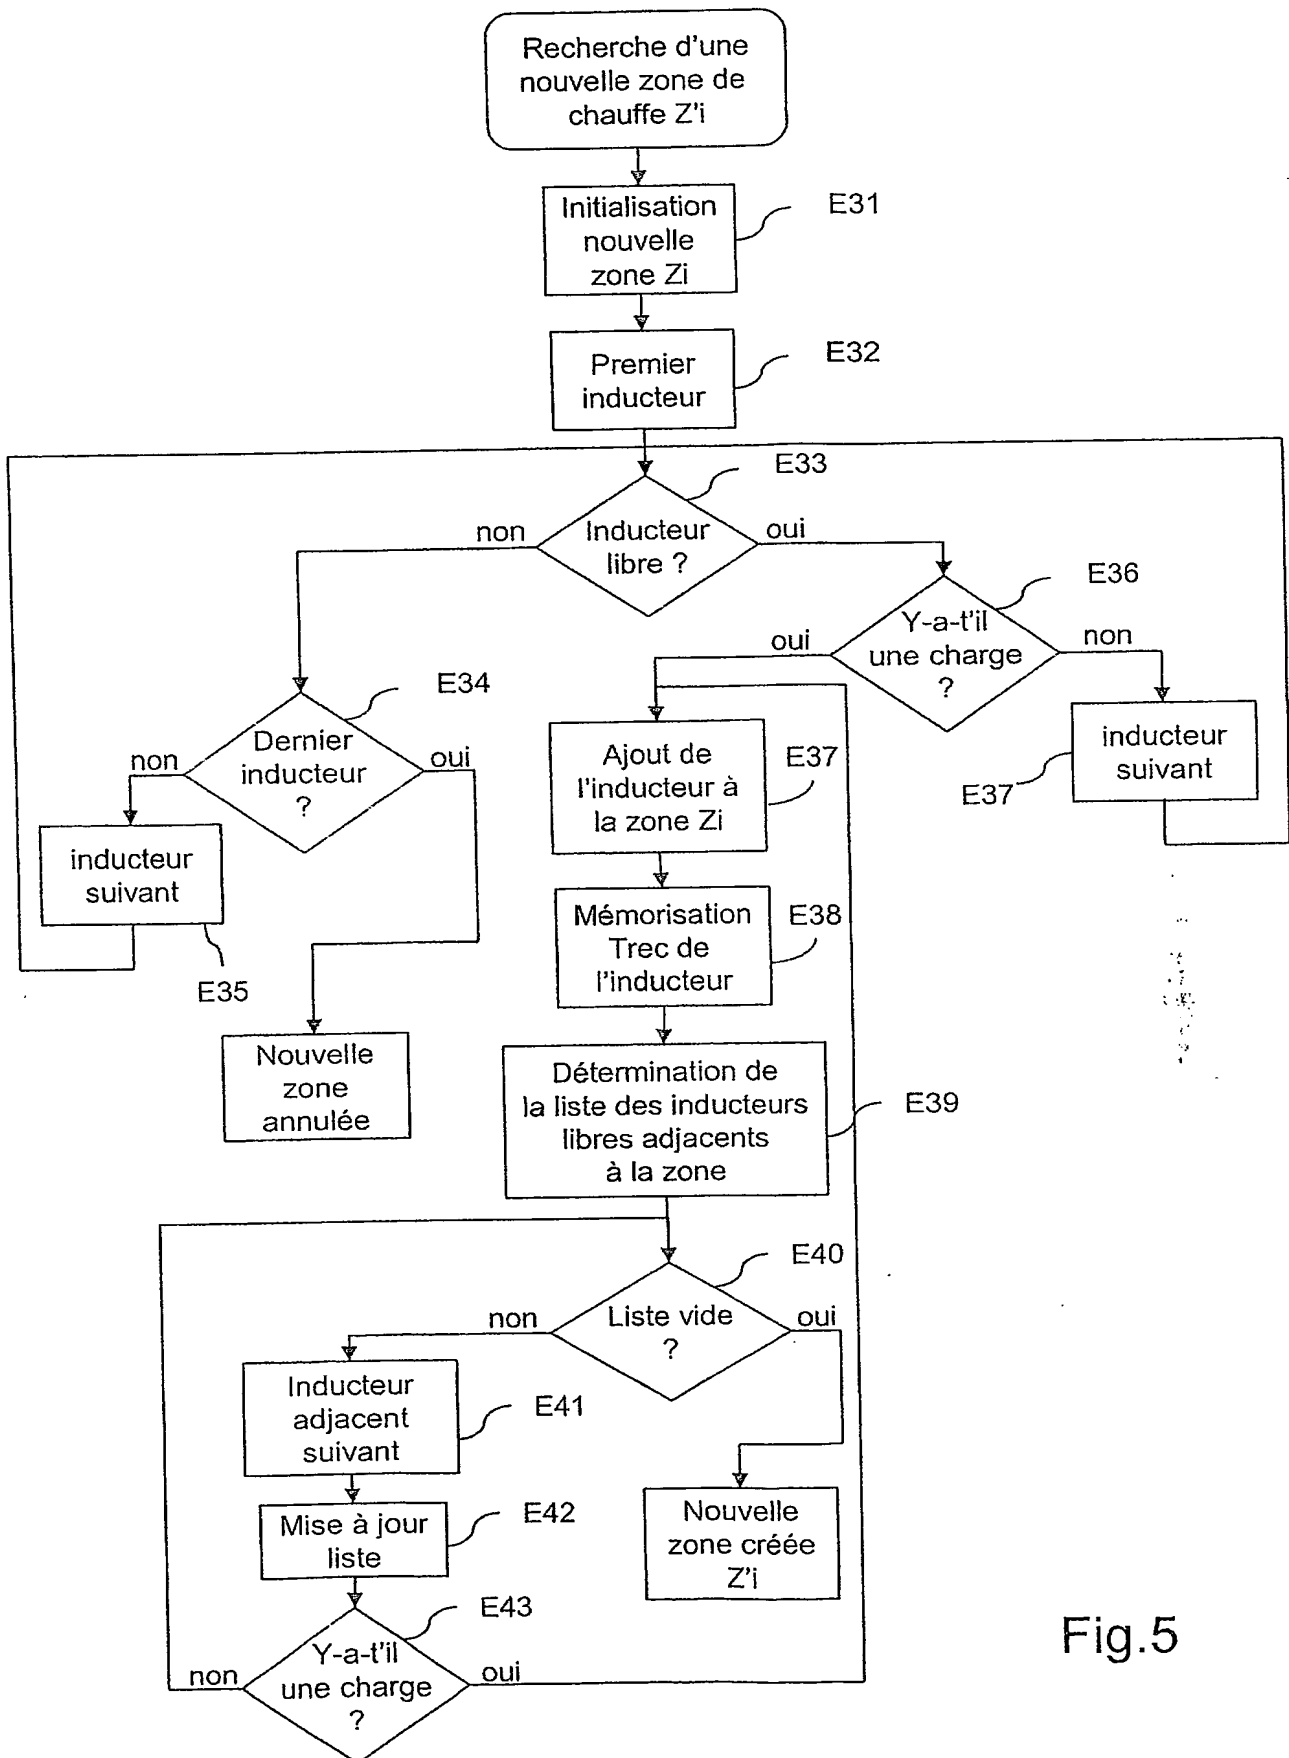 Recherche d'une
nouvelle zone de
chauffe Z'i
Initialisation
nouvelle
zone Zi
E31
Premier
inducteur
E32
Inducteur
libre ?
E33
non
oui
Y-a-t'il
une charge
?
E36
oui
non
Dernier
inducteur
?
E34
non
oui
inducteur
suivant
E35
Nouvelle
zone
annulée
Ajout de
l'inducteur à
la zone Zi
E37
inducteur
suivant
E37
Mémorisation
Trec de
l'inducteur
E38
Détermination de
la liste des inducteurs
libres adjacents
à la zone
E39
Liste vide
?
E40
non
oui
Inducteur
adjacent
suivant
E41
Mise à jour
liste
E42
Nouvelle
zone créée
Z'i
Y-a-t'il
une charge
?
E43
non
oui
Fig.5